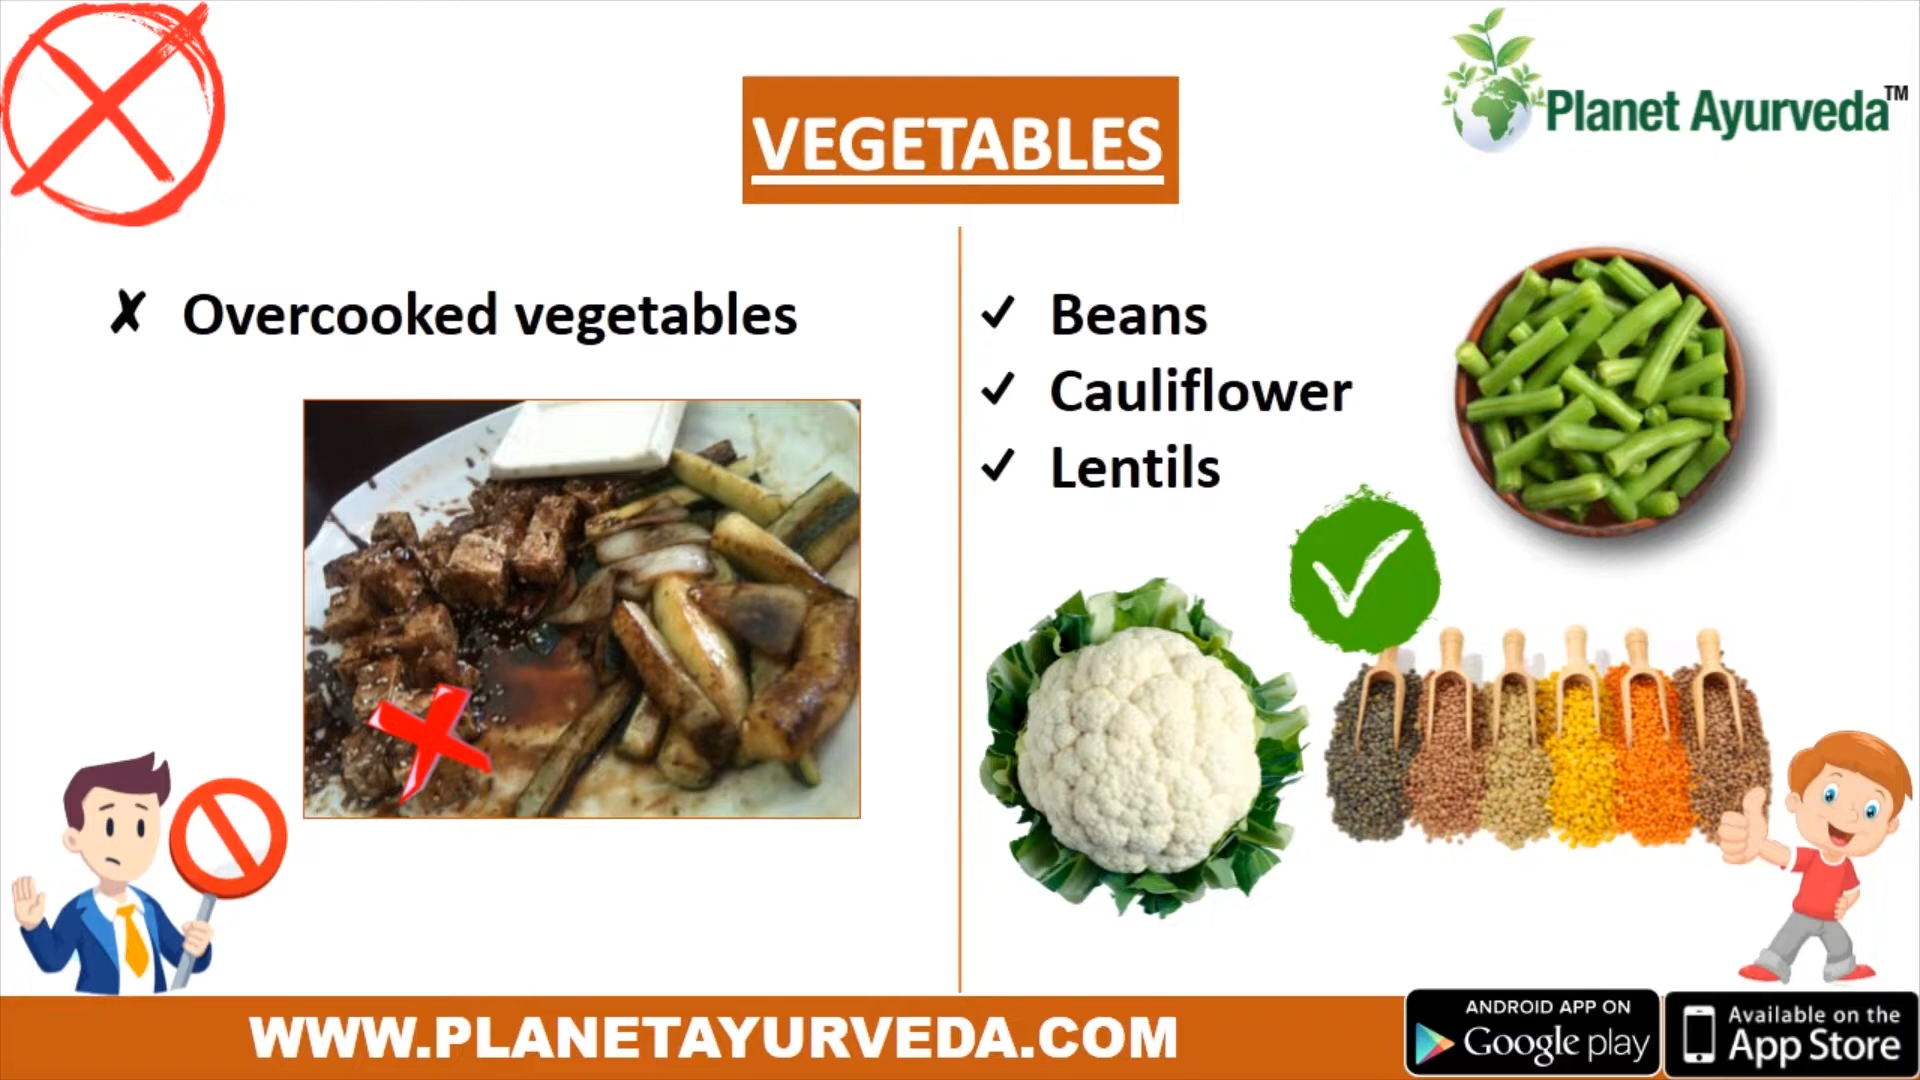 VEGETABLES
Planet Ayurveda™
✗ Overcooked vegetables
✓ Beans
✓ Cauliflower
✓ Lentils
WWW.PLANETAYURVEDA.COM
ANDROID APP ON
Google play
Available on the
App Store